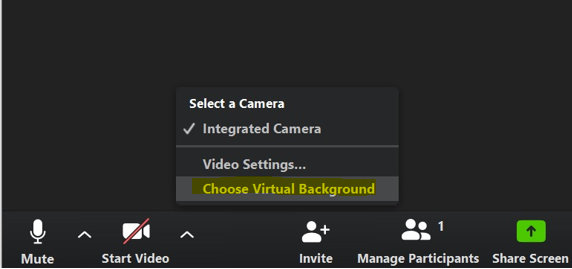 Select a Camera
Integrated Camera
Video Settings...
Choose Virtual Background
1
Mute
Start Video
Invite
Manage Participants
Share Screen